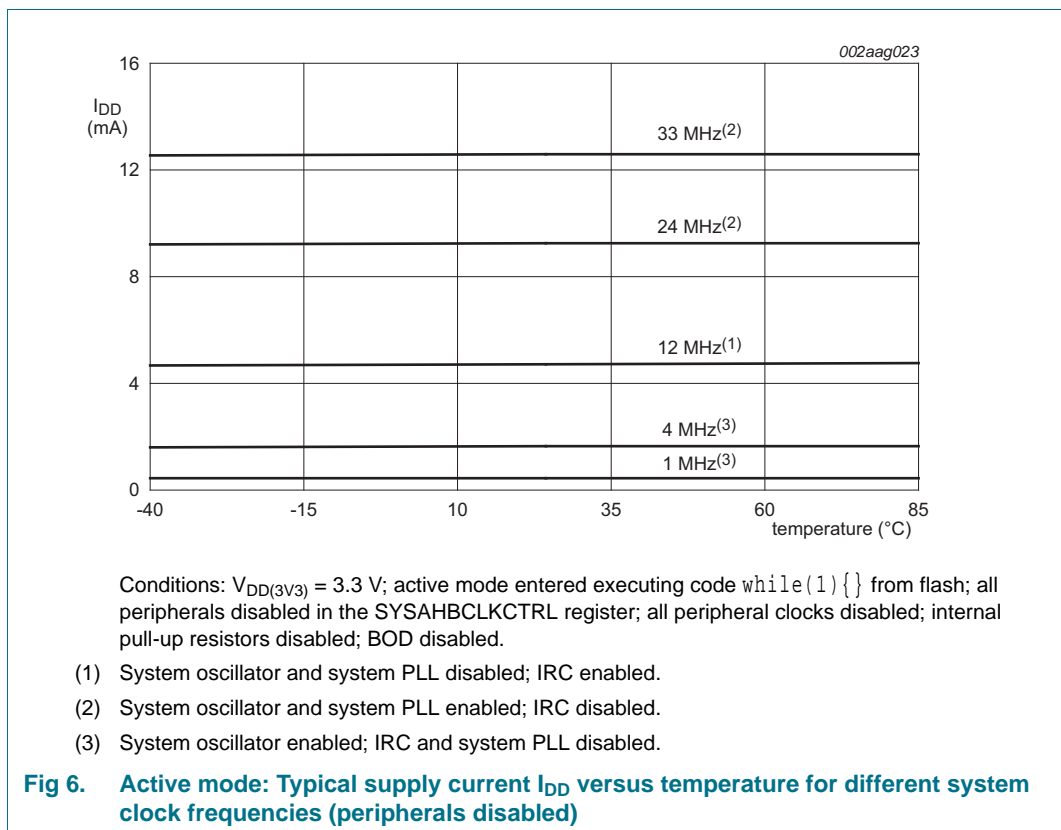 002aag023
16
I_DD
(mA)
33 MHz(2)
12
24 MHz(2)
8
12 MHz(1)
4
4 MHz(3)
1 MHz(3)
0
-40 -15 10 35 60 85
temperature (°C)
Conditions: V_DD(3V3) = 3.3 V; active mode entered executing code while(1){} from flash; all
peripherals disabled in the SYSAHBCLKCTRL register; all peripheral clocks disabled; internal
pull-up resistors disabled; BOD disabled.
(1) System oscillator and system PLL disabled; IRC enabled.
(2) System oscillator and system PLL enabled; IRC disabled.
(3) System oscillator enabled; IRC and system PLL disabled.
Fig 6. Active mode: Typical supply current I_DD versus temperature for different system
clock frequencies (peripherals disabled)